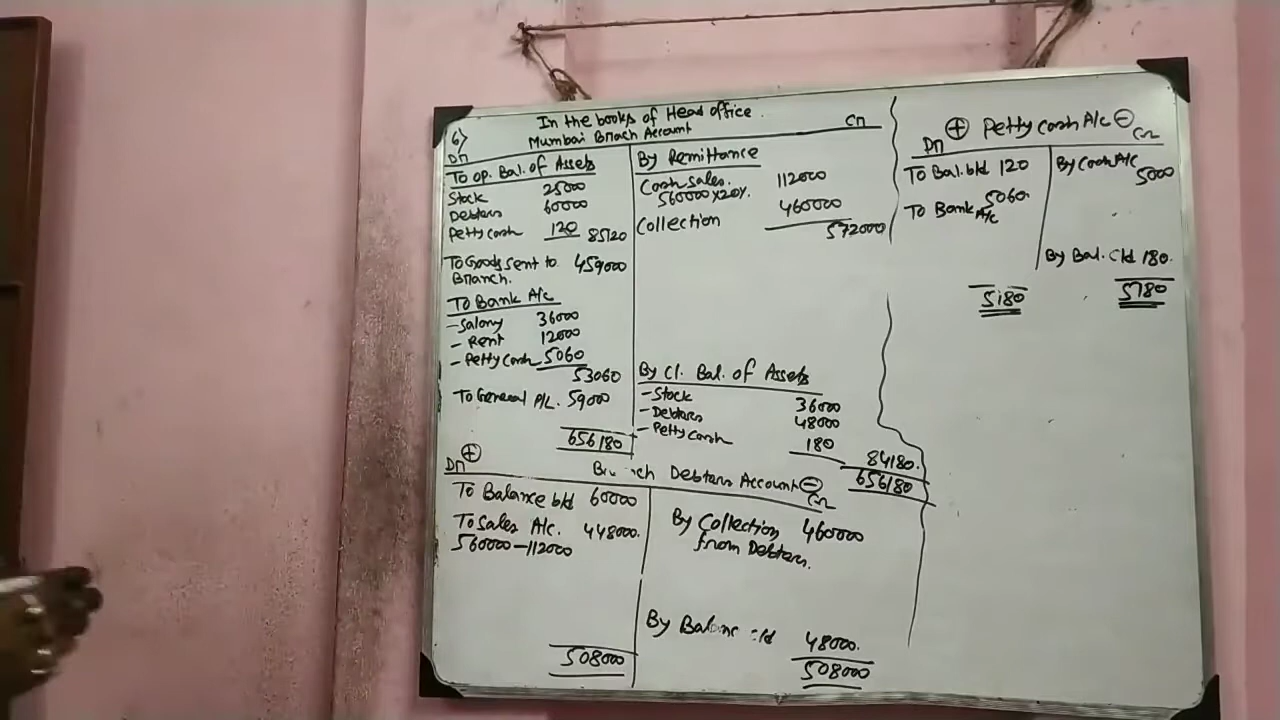 In the books of Head office
6)
Mumbai Branch Account
Dr
Cr
To op. Bal. of Assets
Stock 25000
Debtors 60000
Petty cash 120 85120
To Goods sent to 459000
Branch.
To Bank A/c
- Salary 36000
- Rent 12000
- Petty cash 5060
53060
To General P/L. 59000
656180
By Remittance
Cash sales. 112000
560000 x 20%.
Collection 460000
572000
By Cl. Bal. of Assets
- Stock 36000
- Debtors 48000
- Petty cash 180
84180.
656180
Dr + Petty cash A/c - Cr
To Bal. b/d 120
To Bank A/c 5060.
5180
By Cash A/c
5000
By Bal. c/d 180.
5180
+
Dr
Debtors Account - Cr
To Balance b/d 60000
To Sales A/c. 448000.
560000 - 112000
508000
By Collection 460000
from Debtors.
By 48000.
508000